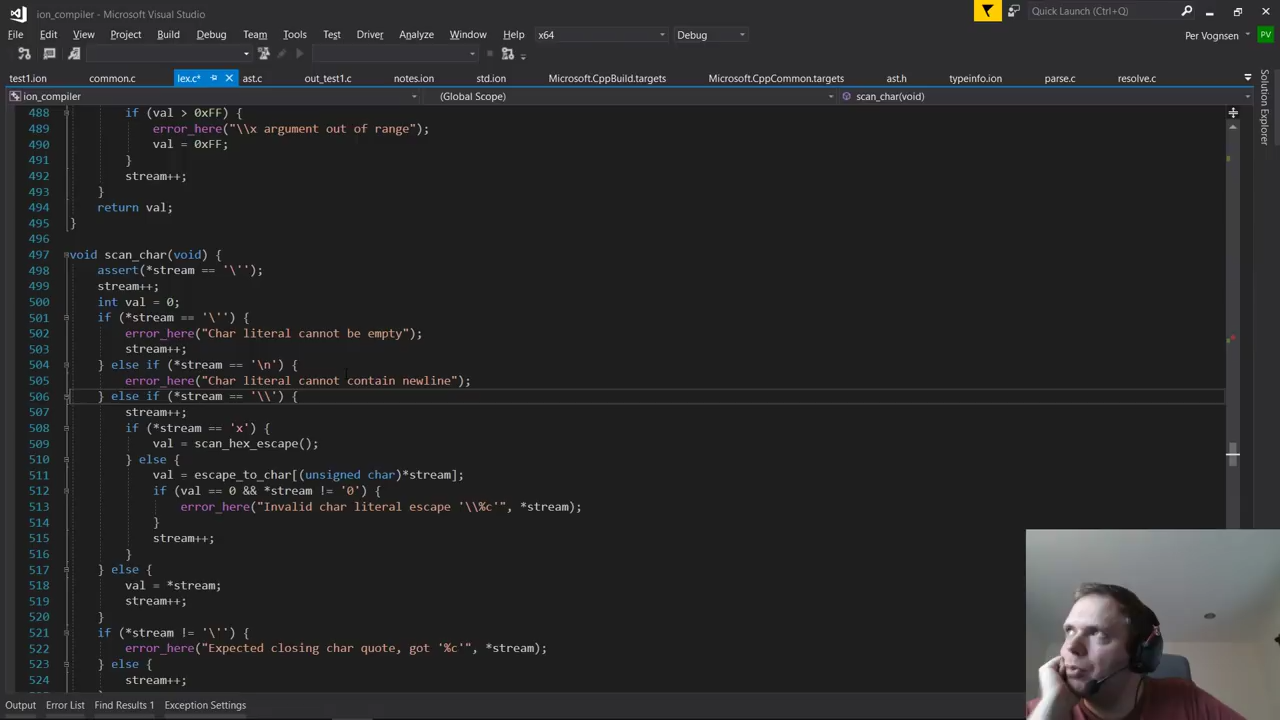 ion_compiler - Microsoft Visual Studio
Quick Launch (Ctrl+Q)
File Edit View Project Build Debug Team Tools Test Driver Analyze Window Help x64 Debug
Per Vognsen PV
test1.ion common.c lex.c* ast.c out_test1.c notes.ion std.ion Microsoft.CppBuild.targets Microsoft.CppCommon.targets ast.h typeinfo.ion parse.c resolve.c
Solution Explorer
ion_compiler (Global Scope) scan_char(void)
488 if (val > 0xFF) {
489 error_here("\\x argument out of range");
490 val = 0xFF;
491 }
492 stream++;
493 }
494 return val;
495 }
496
497 void scan_char(void) {
498 assert(*stream == '\'');
499 stream++;
500 int val = 0;
501 if (*stream == '\'') {
502 error_here("Char literal cannot be empty");
503 stream++;
504 } else if (*stream == '\n') {
505 error_here("Char literal cannot contain newline");
506 } else if (*stream == '\\') {
507 stream++;
508 if (*stream == 'x') {
509 val = scan_hex_escape();
510 } else {
511 val = escape_to_char[(unsigned char)*stream];
512 if (val == 0 && *stream != '0') {
513 error_here("Invalid char literal escape '\\%c'", *stream);
514 }
515 stream++;
516 }
517 } else {
518 val = *stream;
519 stream++;
520 }
521 if (*stream != '\'') {
522 error_here("Expected closing char quote, got '%c'", *stream);
523 } else {
524 stream++;
Output Error List Find Results 1 Exception Settings